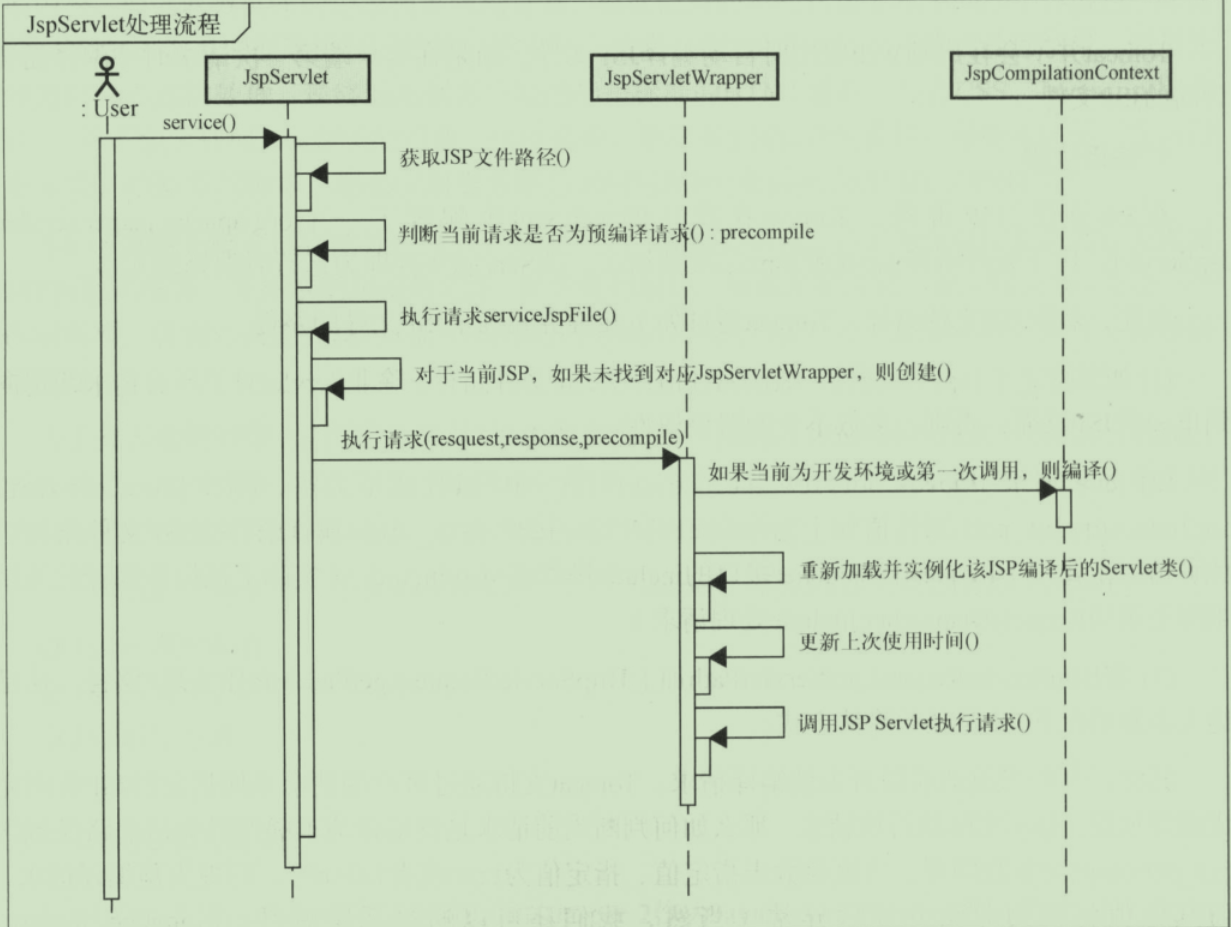 JspServlet处理流程
: User
JspServlet
JspServletWrapper
JspCompilationContext
service()
获取JSP文件路径()
判断当前请求是否为预编译请求() : precompile
执行请求serviceJspFile()
对于当前JSP，如果未找到对应JspServletWrapper，则创建()
执行请求(resquest,response,precompile)
如果当前为开发环境或第一次调用，则编译()
重新加载并实例化该JSP编译后的Servlet类()
更新上次使用时间()
调用JSP Servlet执行请求()